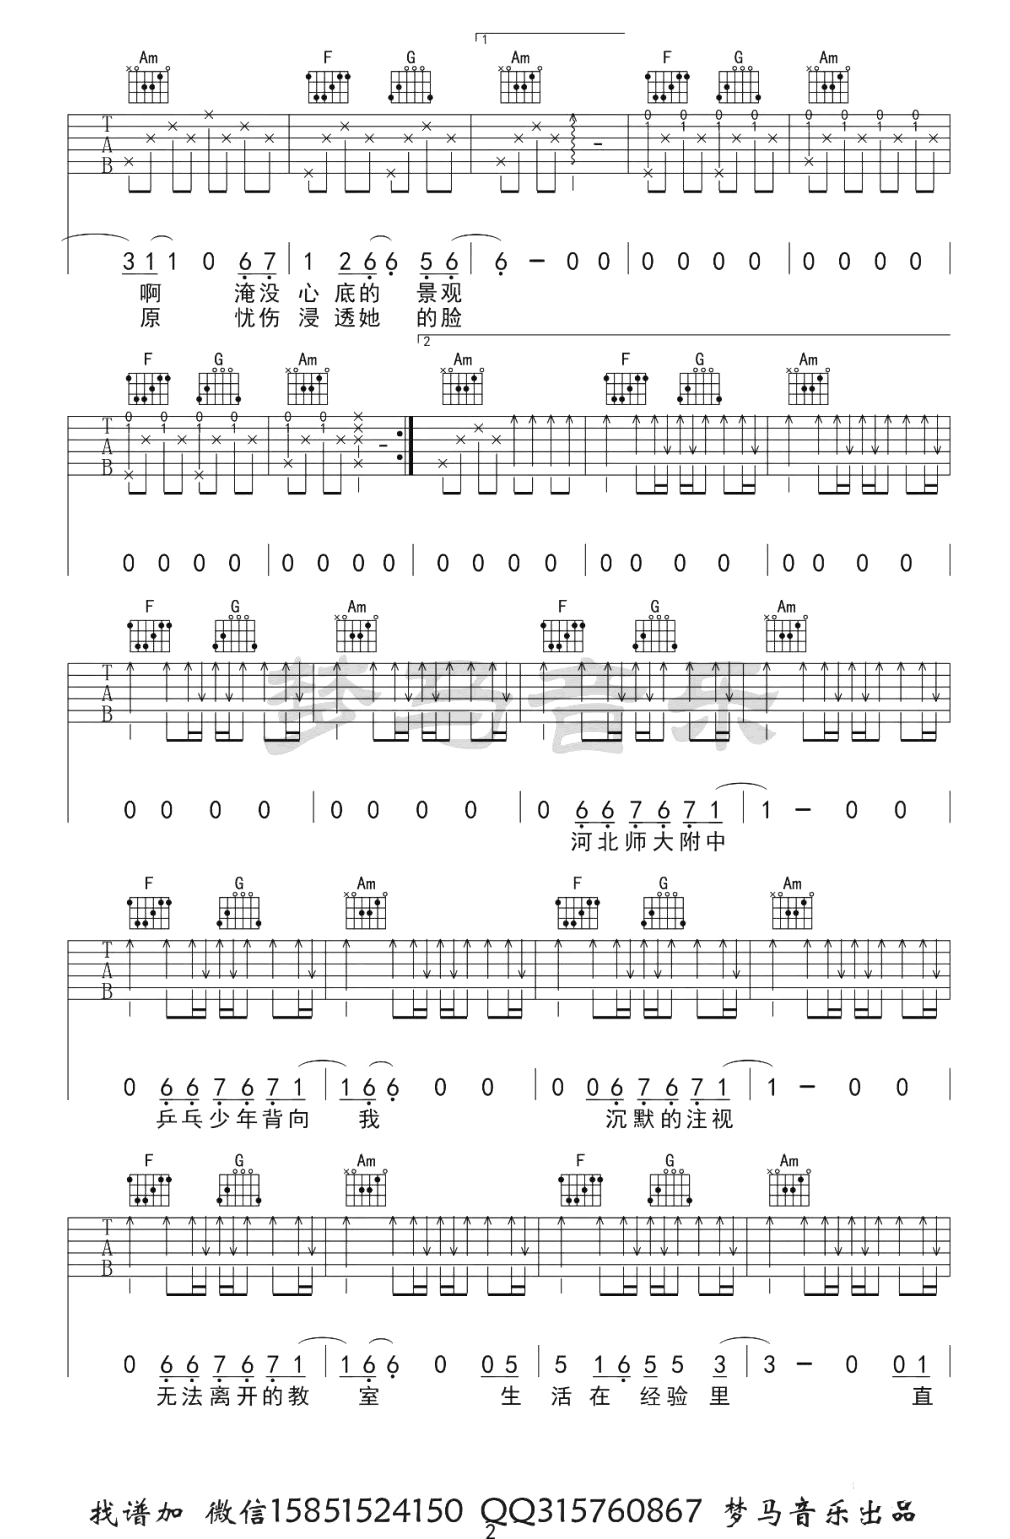 1
Am F G Am F G Am
T A B
3 1 1 0 6 7 1 2 6 6 5 6 6 - 0 0 0 0 0 0 0 0 0 0
啊 淹没 心 底的 景观
原 忧伤 浸 透她 的脸
2
F G Am Am F G Am
0 0 0 0 0 0 0 0 0 0 0 0 0 0 0 0 0 0 0 0
F G Am F G Am
T A B
梦马音乐
0 0 0 0 0 0 0 0 0 6 6 7 6 7 1 1 - 0 0
河北师大附中
F G Am F G Am
T A B
0 6 6 7 6 7 1 1 6 6 0 0 0 0 6 7 6 7 1 1 - 0 0
乒乓少年背向 我 沉默的注视
F G Am F G Am
T A B
0 6 6 7 6 7 1 1 6 6 0 0 5 5 1 6 5 5 3 3 - 0 0 1
无法离开的教 室 生 活 在 经验 里 直
找谱加 微信15851524150 QQ315760867 梦马音乐出品
2